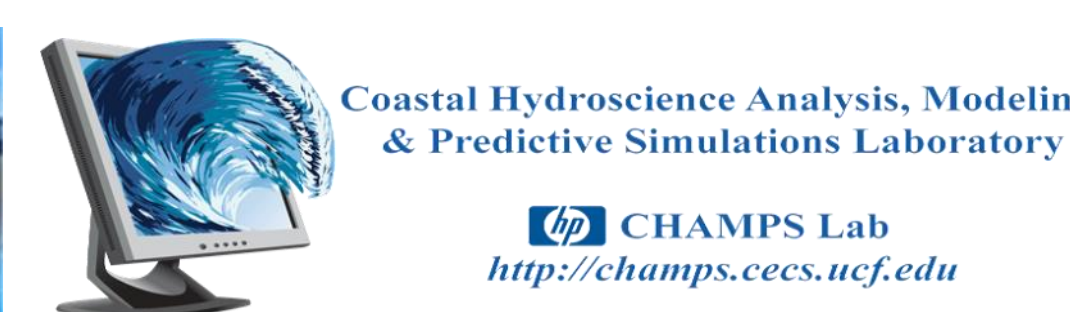 Coastal Hydroscience Analysis, Modelin
& Predictive Simulations Laboratory
hp CHAMPS Lab
http://champs.cecs.ucf.edu